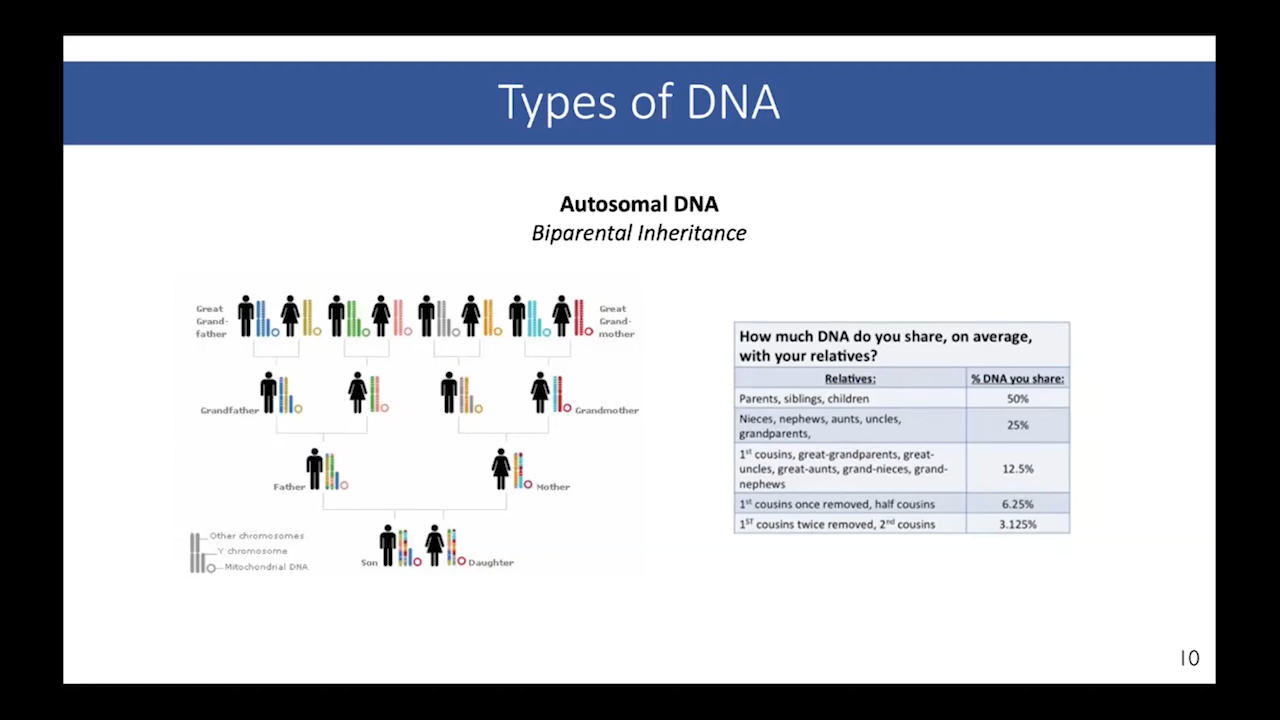 Types of DNA
Autosomal DNA
Biparental Inheritance
Great
Grand-
father
Great
Grand-
mother
Grandfather
Grandmother
Father
Mother
Son
Daughter
Other chromosomes
Y chromosome
Mitochondrial DNA
How much DNA do you share, on average,
with your relatives?
Relatives: % DNA you share:
Parents, siblings, children 50%
Nieces, nephews, aunts, uncles,
grandparents, 25%
1st cousins, great-grandparents, great-
uncles, great-aunts, grand-nieces, grand-
nephews 12.5%
1st cousins once removed, half cousins 6.25%
1ST cousins twice removed, 2nd cousins 3.125%
10